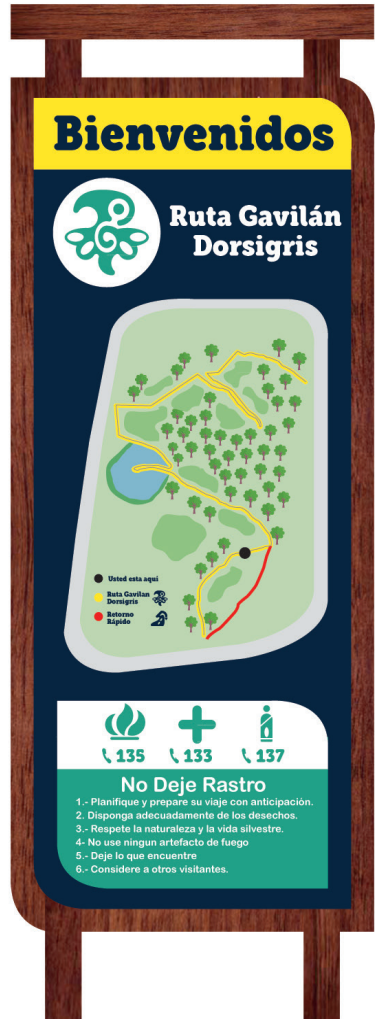 Bienvenidos
Ruta Gavilán
Dorsigris
Usted esta aquí
Ruta Gavilan
Dorsigris
Retorno
Rápido
135 133 137
No Deje Rastro
1.- Planifique y prepare su viaje con anticipación.
2. Disponga adecuadamente de los desechos.
3.- Respete la naturaleza y la vida silvestre.
4- No use ningun artefacto de fuego
5.- Deje lo que encuentre
6.- Considere a otros visitantes.